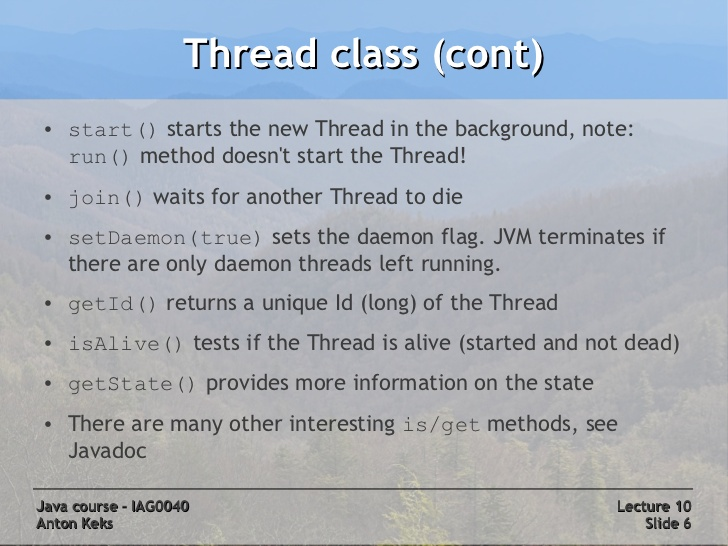 Thread class (cont)
• start() starts the new Thread in the background, note:
run() method doesn't start the Thread!
• join() waits for another Thread to die
• setDaemon(true) sets the daemon flag. JVM terminates if
there are only daemon threads left running.
• getId() returns a unique Id (long) of the Thread
• isAlive() tests if the Thread is alive (started and not dead)
• getState() provides more information on the state
• There are many other interesting is/get methods, see
Javadoc
Java course – IAG0040
Lecture 10
Anton Keks
Slide 6